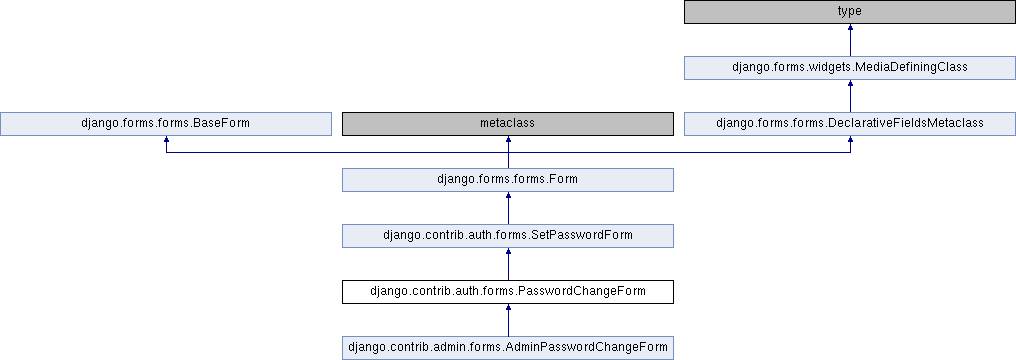 type
django.forms.widgets.MediaDefiningClass
django.forms.forms.BaseForm
metaclass
django.forms.forms.DeclarativeFieldsMetaclass
django.forms.forms.Form
django.contrib.auth.forms.SetPasswordForm
django.contrib.auth.forms.PasswordChangeForm
django.contrib.admin.forms.AdminPasswordChangeForm